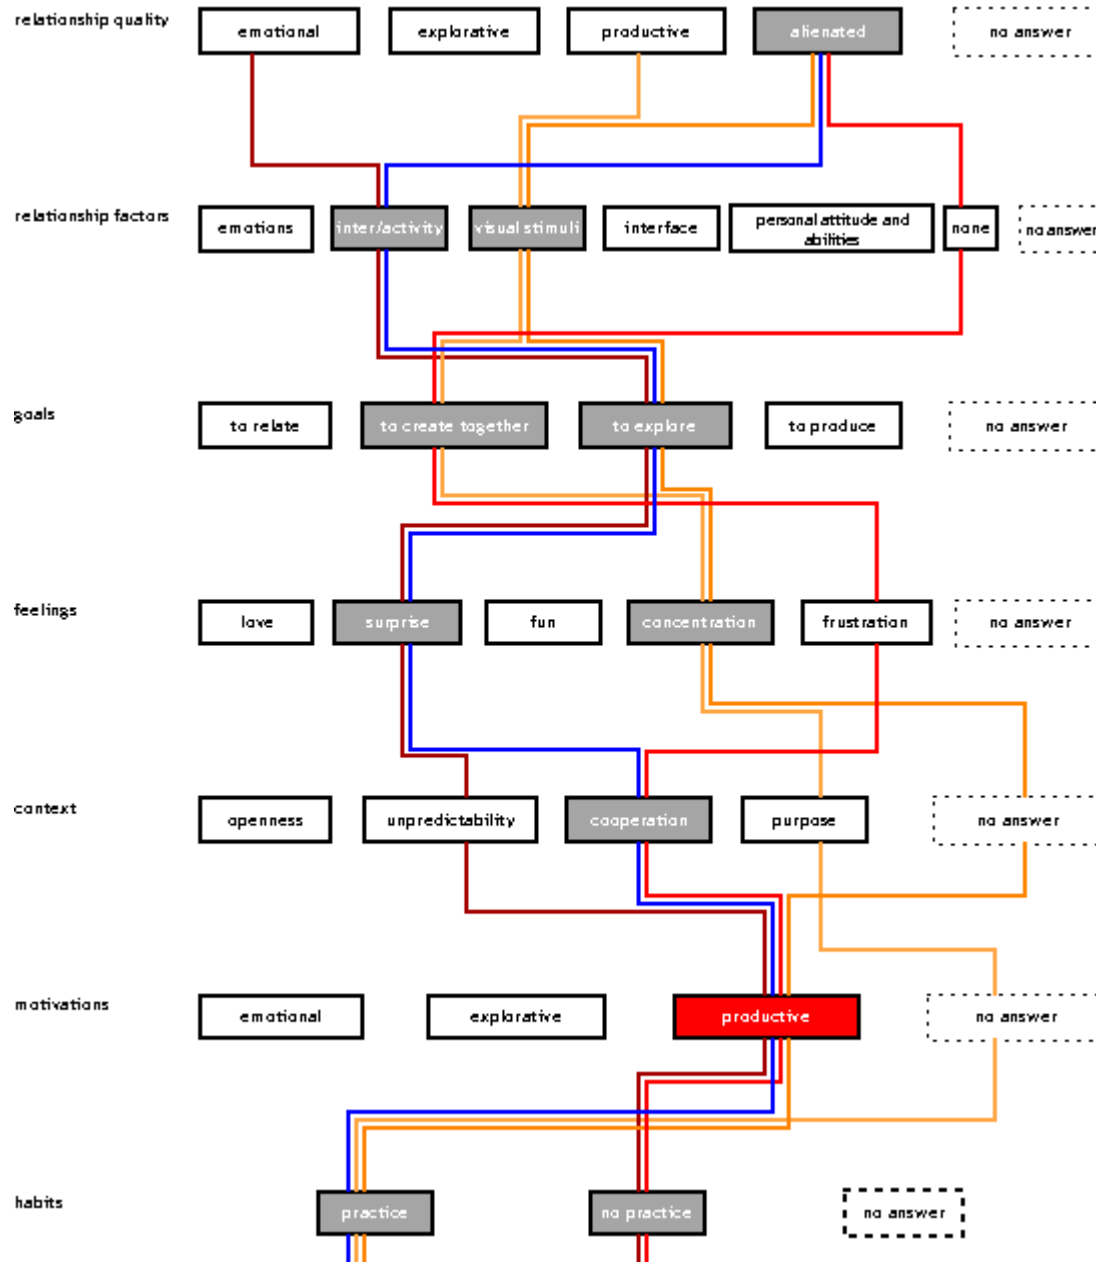 relationship quality
emotional
explorative
productive
alienated
no answer
relationship factors
emotions
inter/activity
visual stimuli
interface
personal attitude and
abilities
none
no answer
goals
to relate
to create together
to explore
to produce
no answer
feelings
love
surprise
fun
concentration
frustration
no answer
context
openness
unpredictability
cooperation
purpose
no answer
motivations
emotional
explorative
productive
no answer
habits
practice
no practice
no answer